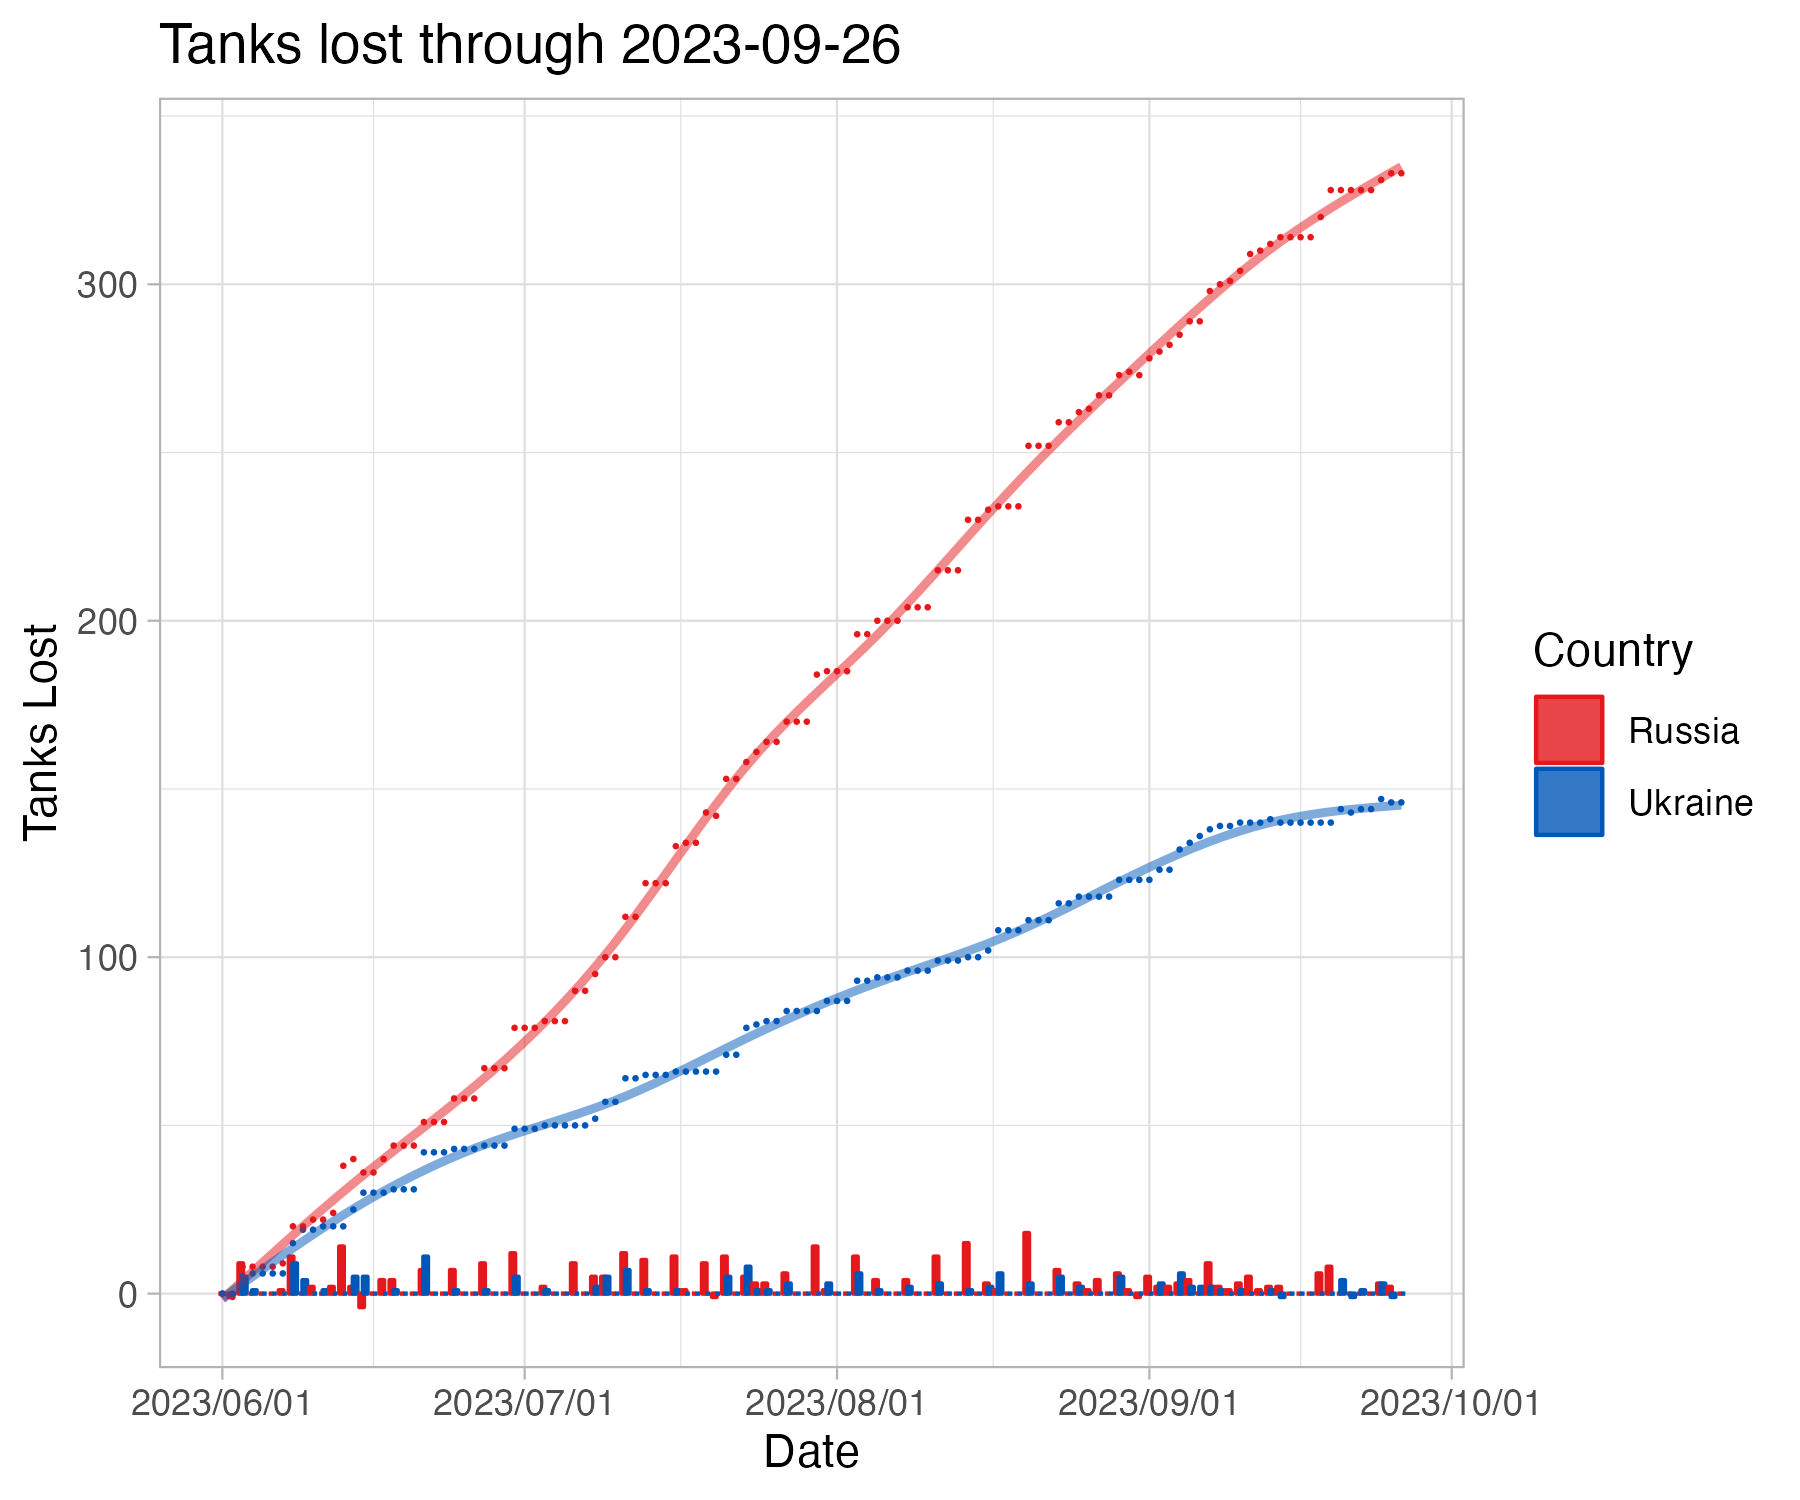 Tanks lost through 2023-09-26
Tanks Lost
300
200
100
0
2023/06/01
2023/07/01
2023/08/01
2023/09/01
2023/10/01
Date
Country
Russia
Ukraine